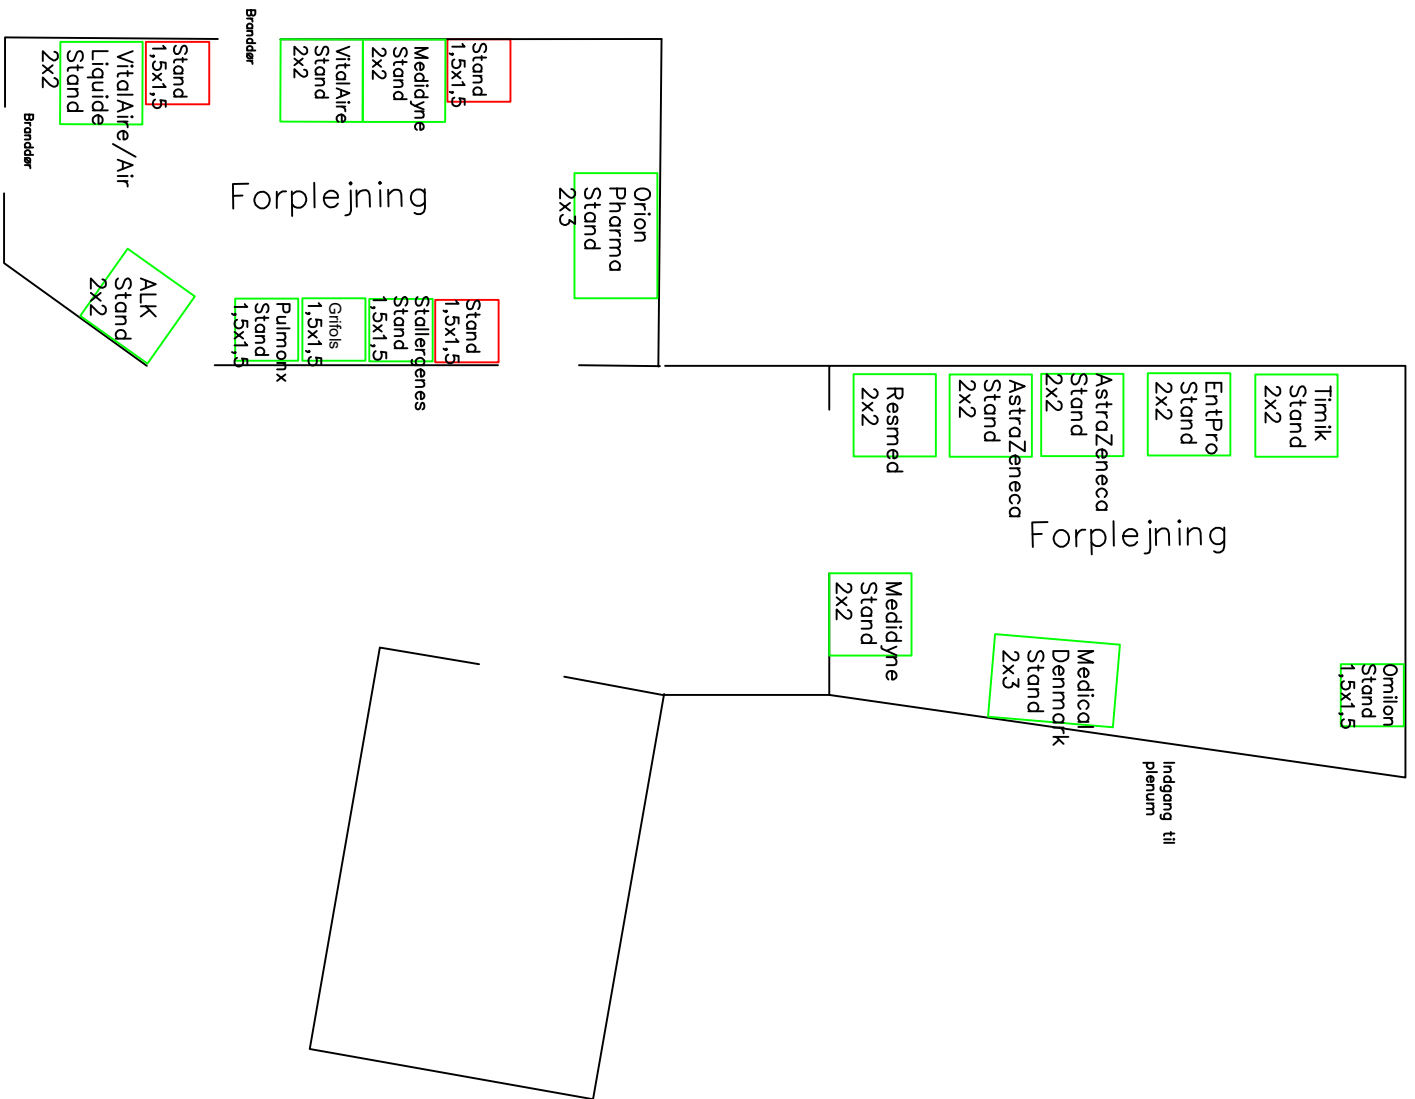 Branddør
Branddør
VitalAire/Air
Liquide
Stand
2x2
Stand
1,5x1,5
VitalAire
Stand
2x2
Medidyne
Stand
2x2
Stand
1,5x1,5
Forplejning
Orion
Pharma
Stand
2x3
ALK
Stand
2x2
Pulmonx
Stand
1,5x1,5
Grifols
1,5x1,5
Stallergenes
Stand
1,5x1,5
Stand
1,5x1,5
Resmed
2x2
AstraZeneca
Stand
2x2
AstraZeneca
Stand
2x2
EntPro
Stand
2x2
Timik
Stand
2x2
Forplejning
Medidyne
Stand
2x2
Medical
Denmark
Stand
2x3
Omilon
Stand
1,5x1,5
Indgang til
plenum